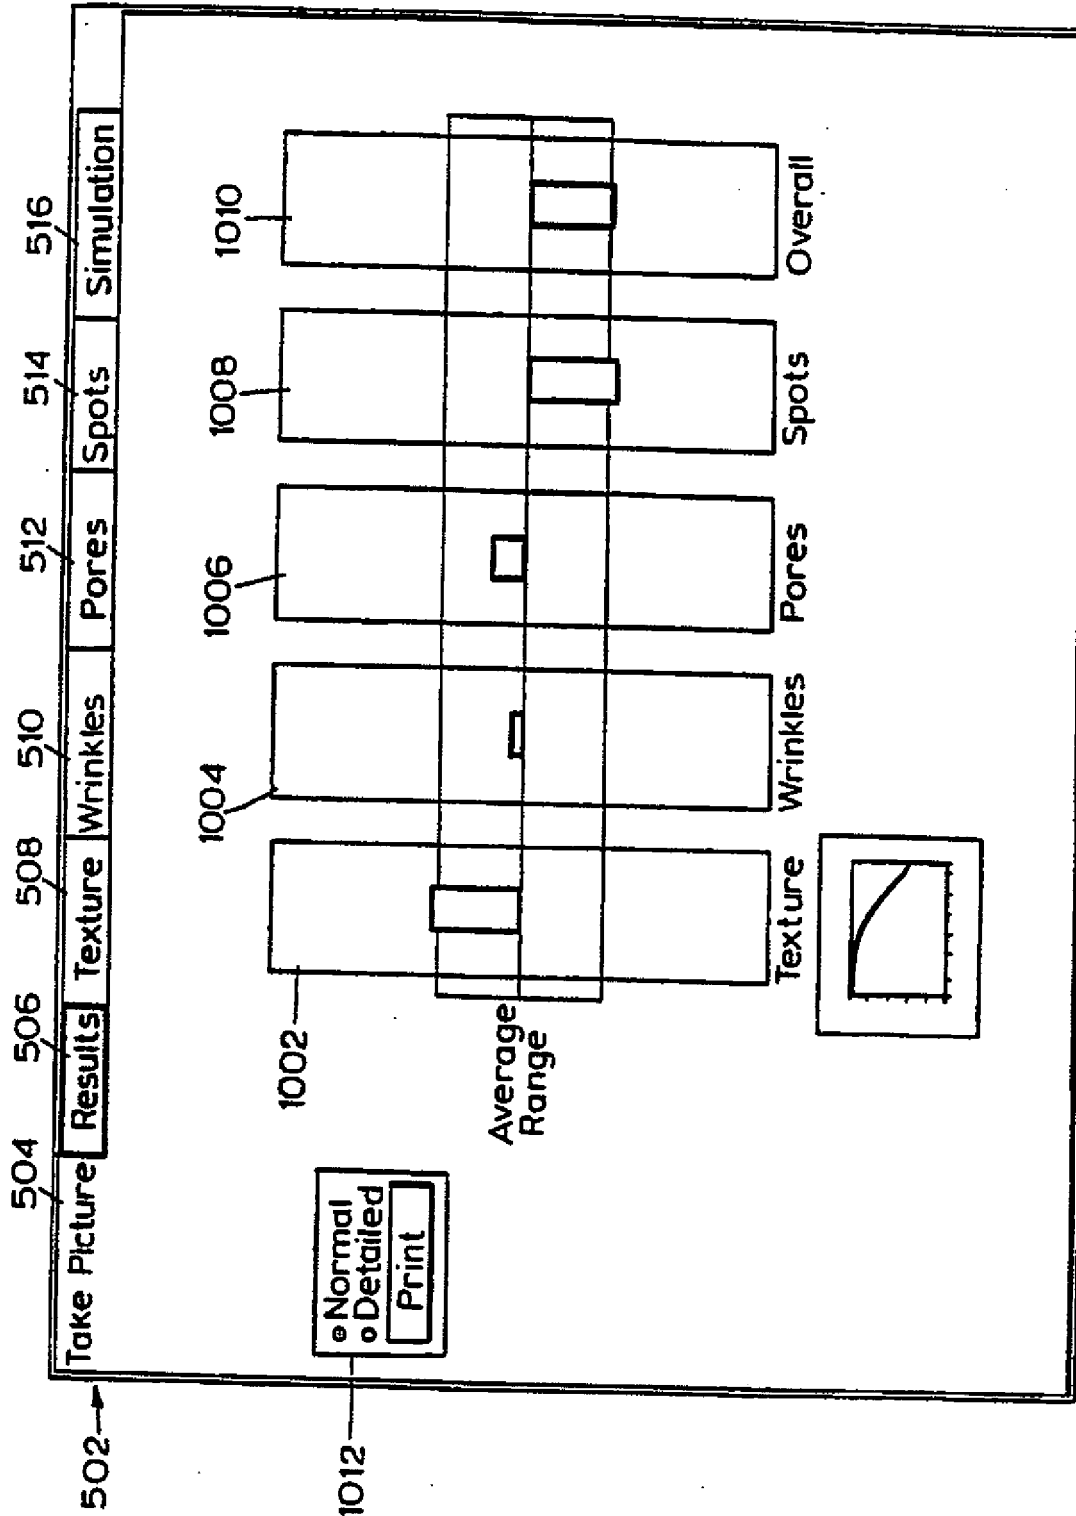 504 506 508 510 512 514 516
502
Take Picture Results Texture Wrinkles Pores Spots Simulation
1002 1004 1006 1008 1010
1012
Normal
Detailed
Print
Average
Range
Texture Wrinkles Pores Spots Overall